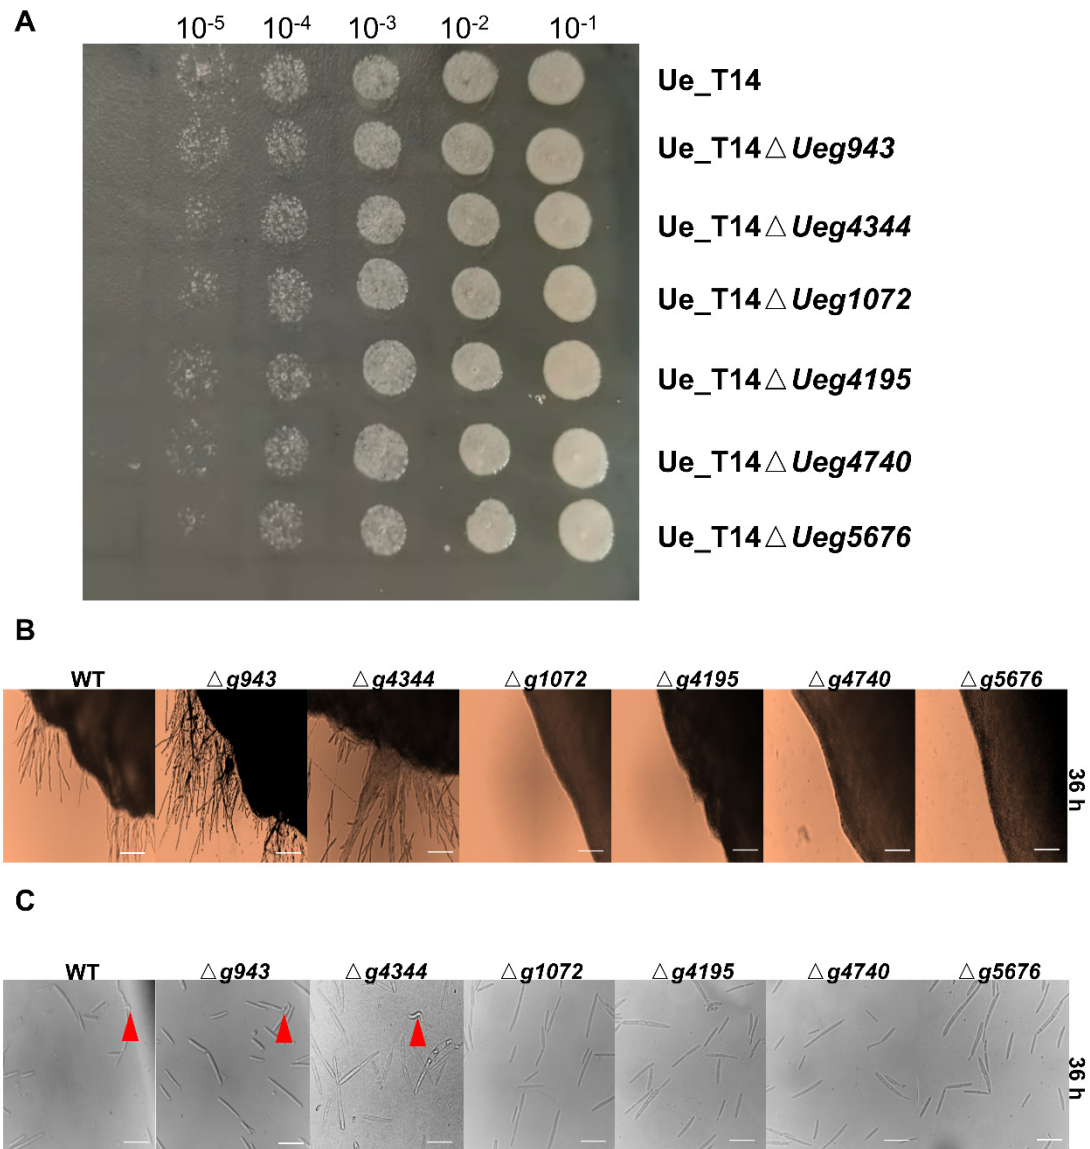 A
10-5 10-4 10-3 10-2 10-1
Ue_T14
Ue_T14△Ueg943
Ue_T14△Ueg4344
Ue_T14△Ueg1072
Ue_T14△Ueg4195
Ue_T14△Ueg4740
Ue_T14△Ueg5676
B
WT △g943 △g4344 △g1072 △g4195 △g4740 △g5676
36 h
C
WT △g943 △g4344 △g1072 △g4195 △g4740 △g5676
36 h